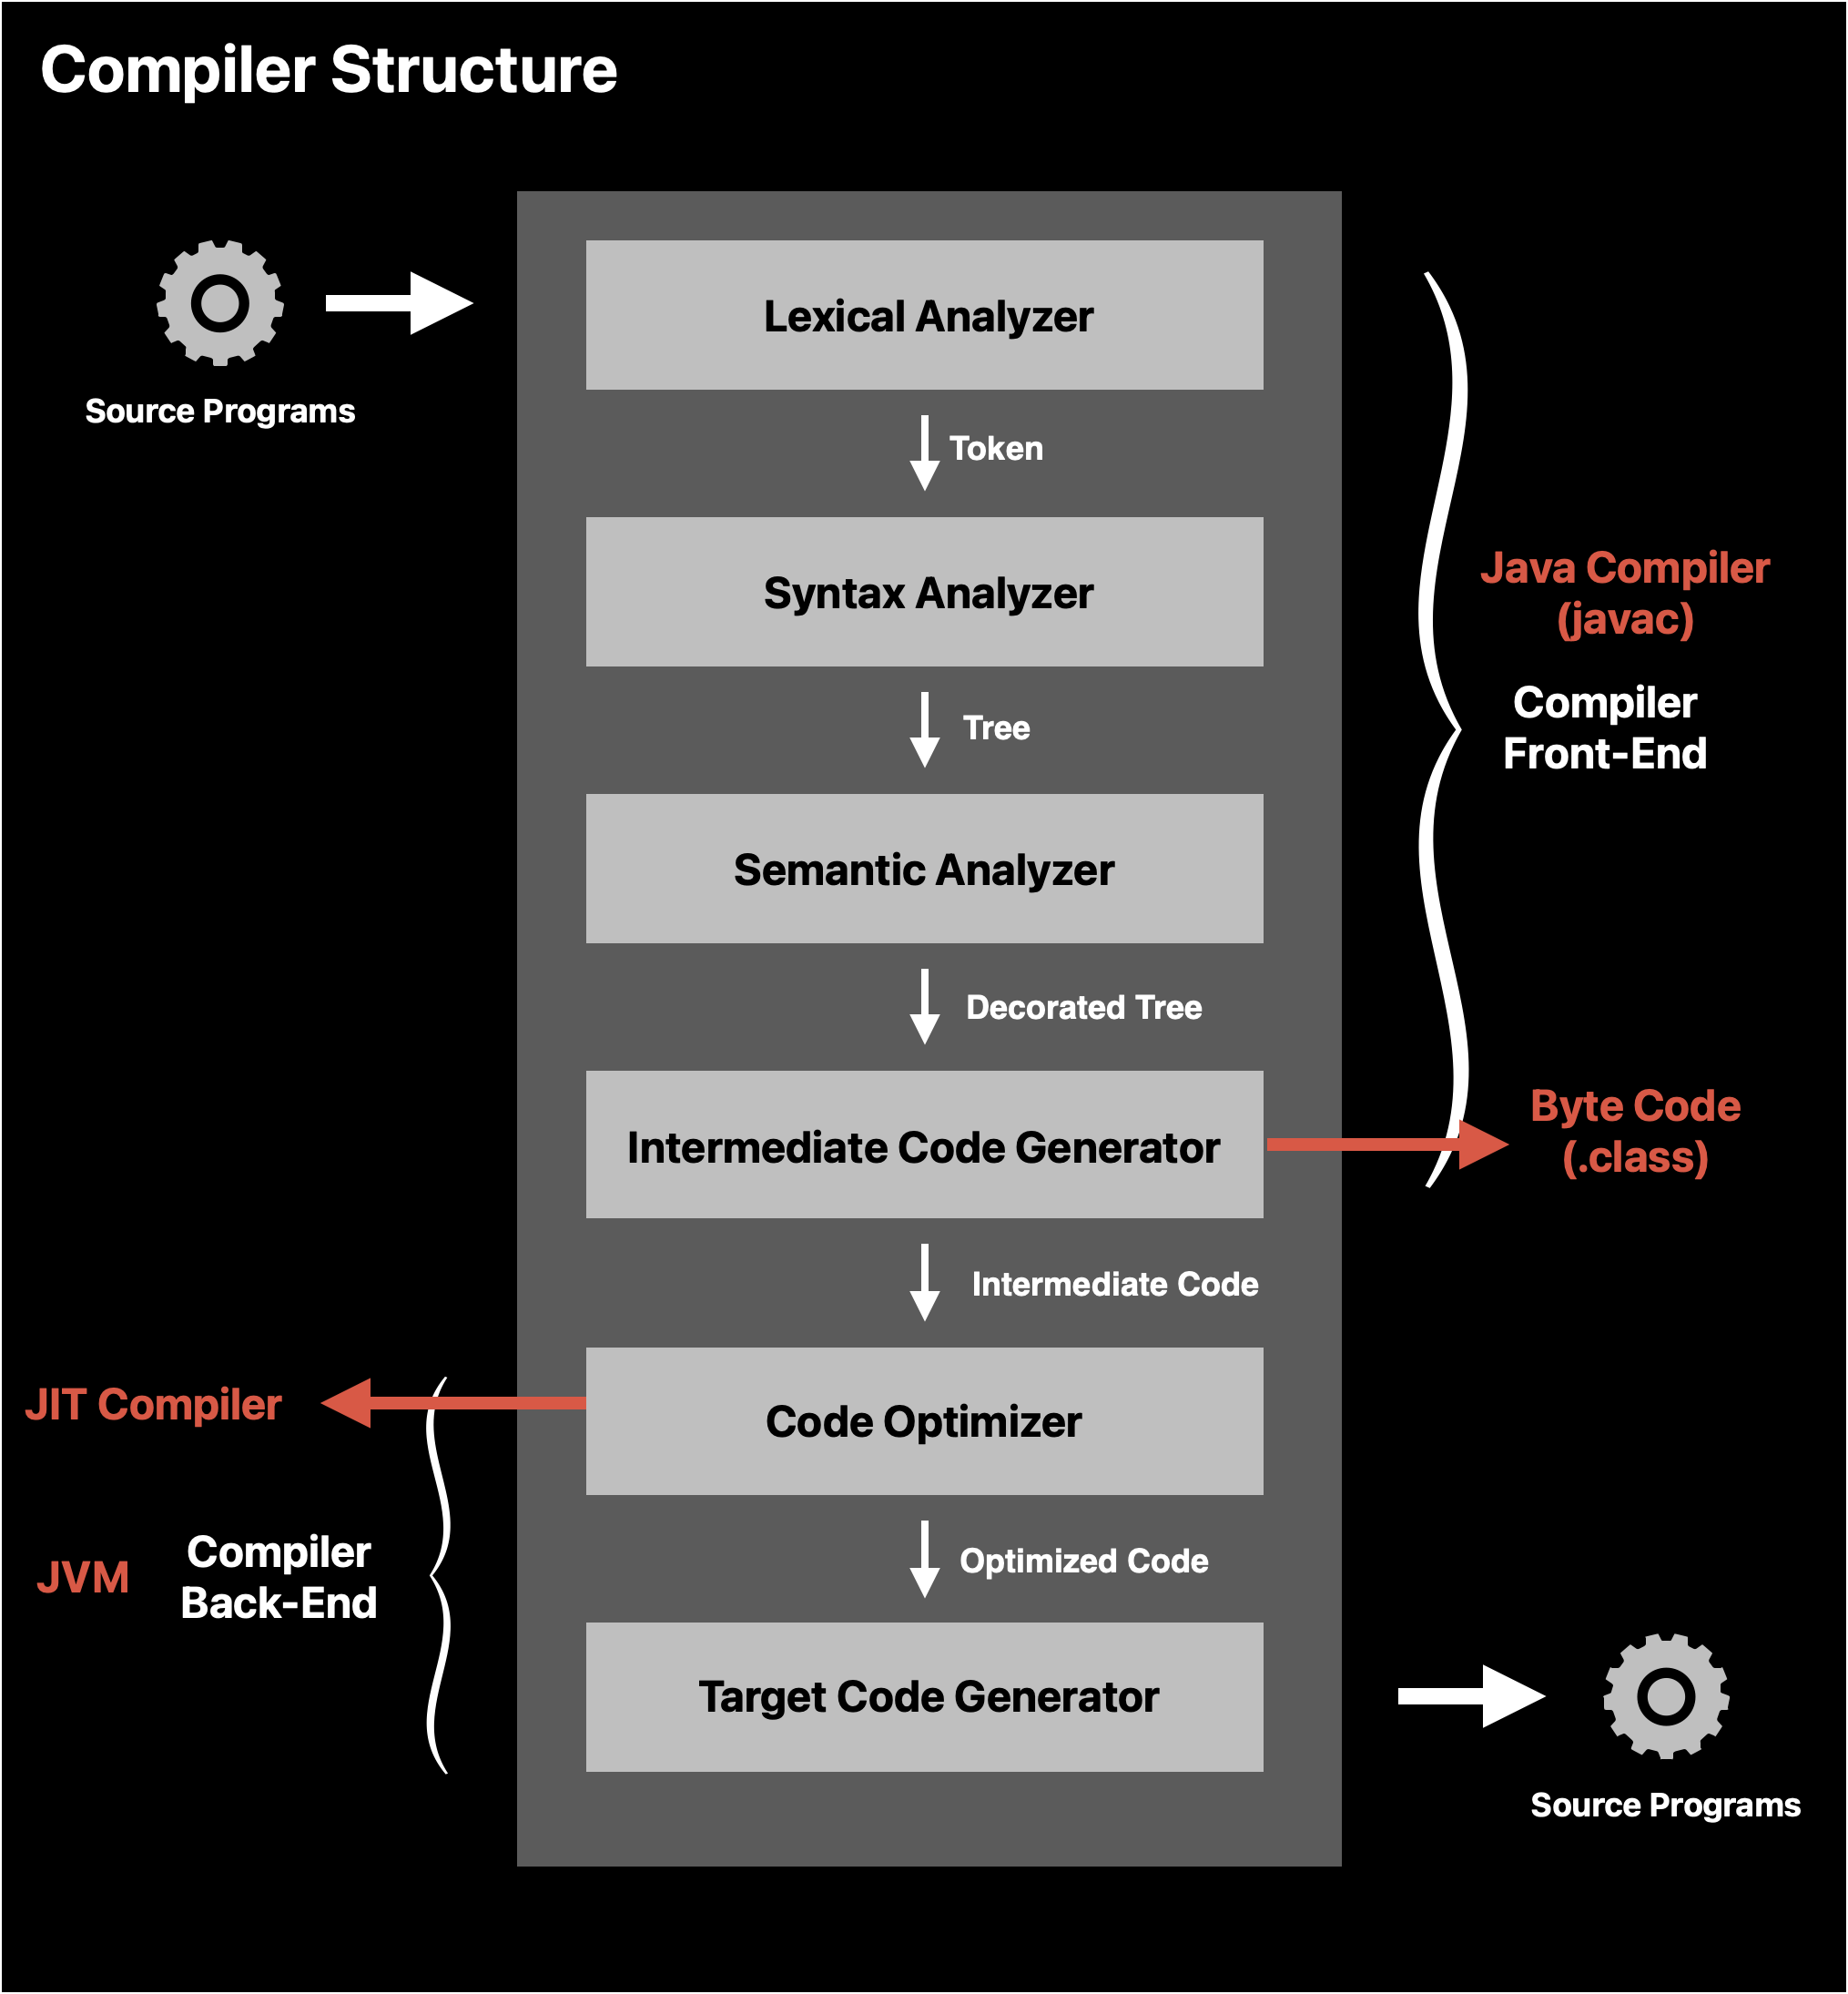 Compiler Structure
Source Programs
Lexical Analyzer
Token
Syntax Analyzer
Tree
Semantic Analyzer
Decorated Tree
Intermediate Code Generator
Intermediate Code
Code Optimizer
Optimized Code
Target Code Generator
Java Compiler
(javac)
Compiler
Front-End
Byte Code
(.class)
JIT Compiler
JVM
Compiler
Back-End
Source Programs